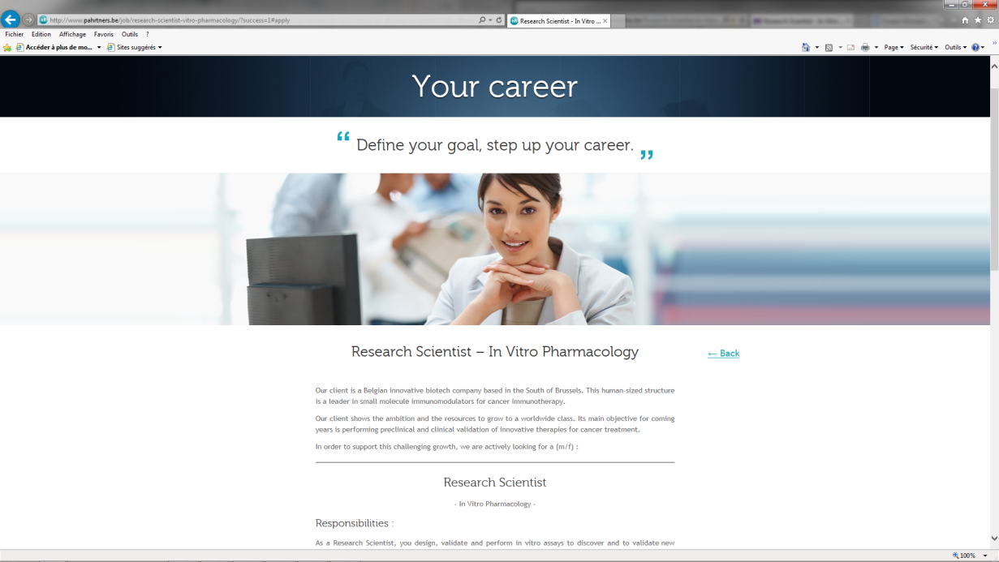 http://www.pahrtners.be/job/research-scientist-vitro-pharmacology/?success=1#apply
Research Scientist - In Vitro ...
Fichier Edition Affichage Favoris Outils ?
Accéder à plus de mo... Sites suggérés
Page Sécurité Outils
Your career
“ Define your goal, step up your career. ”
Research Scientist – In Vitro Pharmacology
← Back
Our client is a Belgian innovative biotech company based in the South of Brussels. This human-sized structure
is a leader in small molecule immunomodulators for cancer immunotherapy.
Our client shows the ambition and the resources to grow to a worldwide class. Its main objective for coming
years is performing preclinical and clinical validation of innovative therapies for cancer treatment.
In order to support this challenging growth, we are actively looking for a (m/f) :
Research Scientist
- In Vitro Pharmacology -
Responsibilities :
As a Research Scientist, you design, validate and perform in vitro assays to discover and to validate new
100%